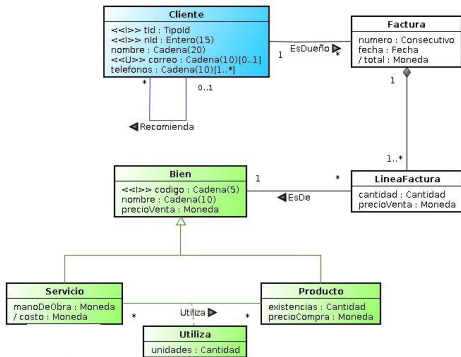 Cliente
<<I>> tId : TipoId
<<I>> nId : Entero(15)
nombre : Cadena(20)
<<U>> correo : Cadena(10)[0..1]
telefonos : Cadena(10)[1..*]
Factura
numero : Consecutivo
fecha : Fecha
/ total : Moneda
1
EsDueño
*
*
0..1
Recomienda
1
1..*
Bien
<<I>> codigo : Cadena(5)
nombre : Cadena(10)
precioVenta : Moneda
1
EsDe
*
LineaFactura
cantidad : Cantidad
precioVenta : Moneda
Servicio
manoDeObra : Moneda
/ costo : Moneda
*
Utiliza
*
Producto
existencias : Cantidad
precioCompra : Moneda
Utiliza
unidades : Cantidad